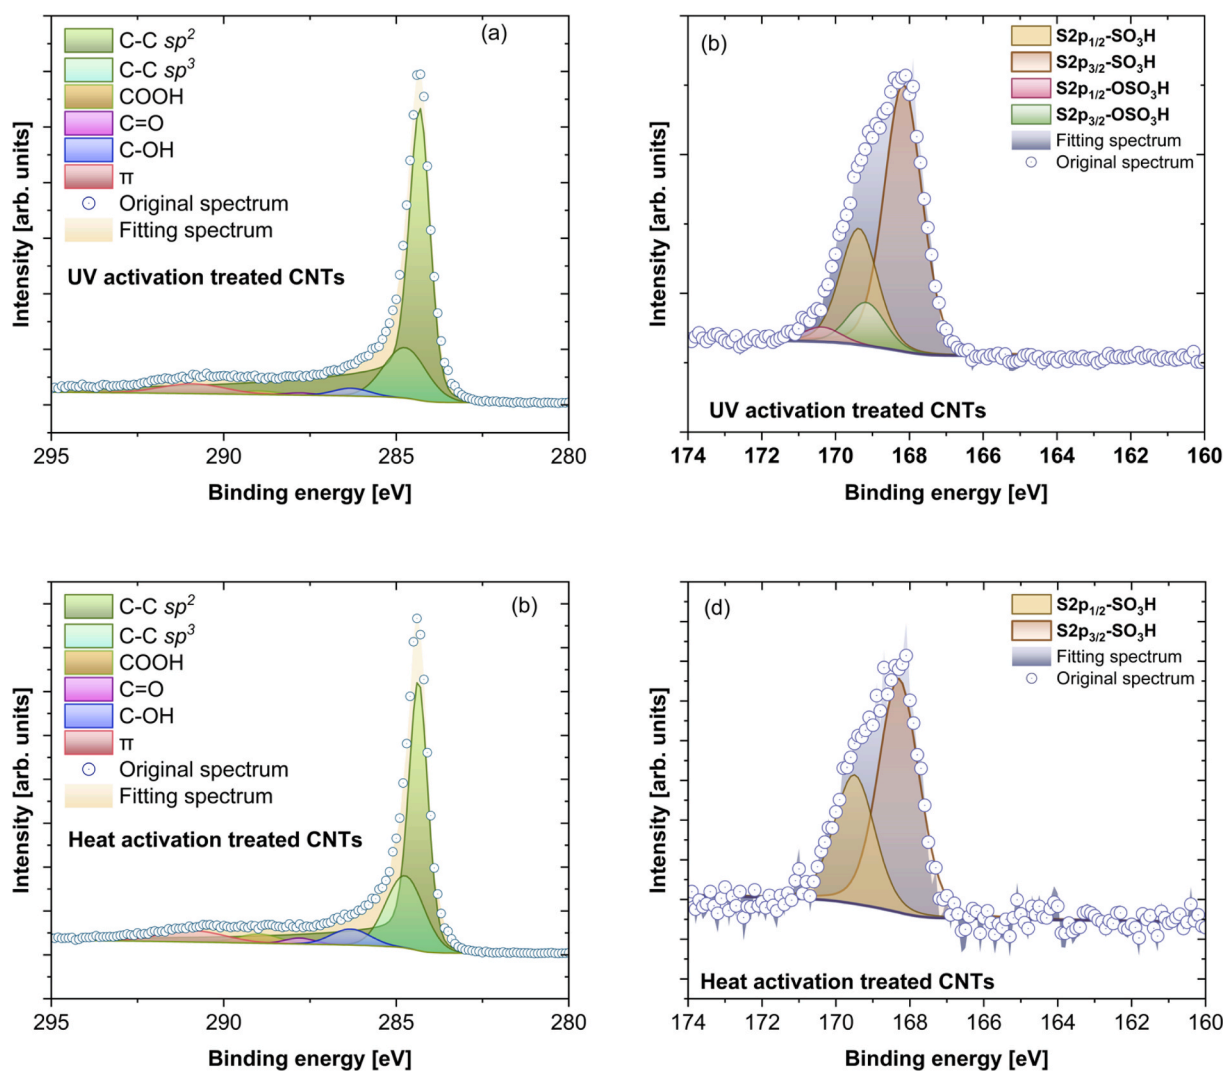 (a)
C-C sp²
C-C sp³
COOH
C=O
C-OH
π
Original spectrum
Fitting spectrum
UV activation treated CNTs
Intensity [arb. units]
295 290 285 280
Binding energy [eV]
(b)
S2p₁/₂-SO₃H
S2p₃/₂-SO₃H
S2p₁/₂-OSO₃H
S2p₃/₂-OSO₃H
Fitting spectrum
Original spectrum
Intensity [arb. units]
UV activation treated CNTs
174 172 170 168 166 164 162 160
Binding energy [eV]
(b)
C-C sp²
C-C sp³
COOH
C=O
C-OH
π
Original spectrum
Fitting spectrum
Heat activation treated CNTs
Intensity [arb. units]
295 290 285 280
Binding energy [eV]
(d)
S2p₁/₂-SO₃H
S2p₃/₂-SO₃H
Fitting spectrum
Original spectrum
Intensity [arb. units]
Heat activation treated CNTs
174 172 170 168 166 164 162 160
Binding energy [eV]